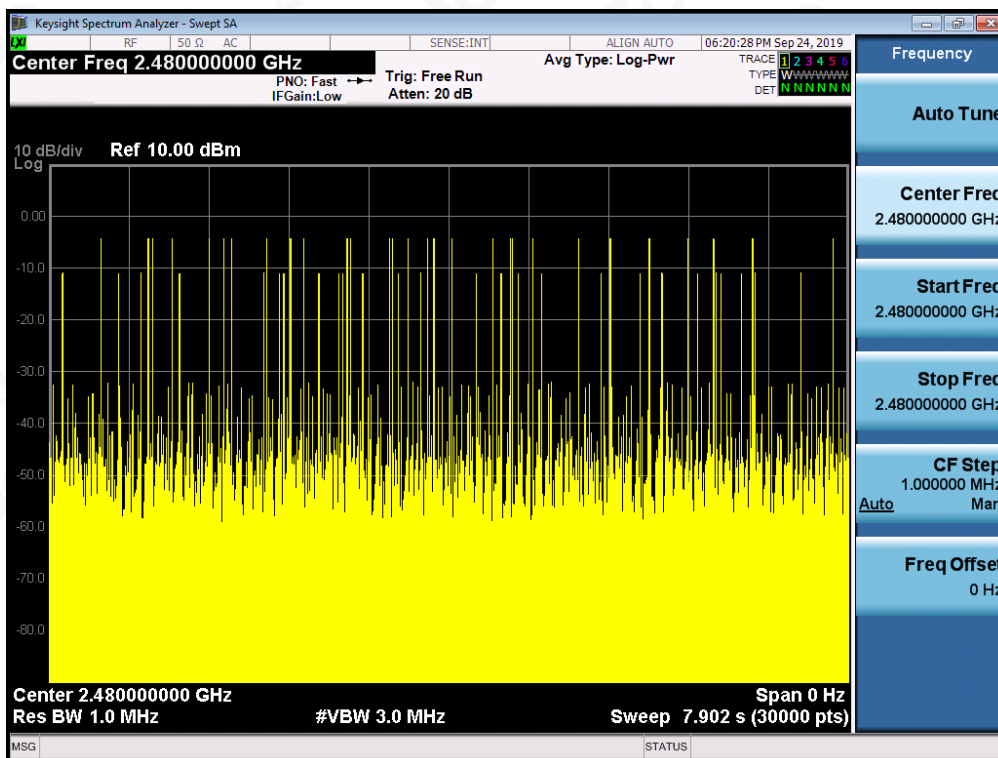 Keysight Spectrum Analyzer - Swept SA
LXI RF 50 Ω AC SENSE:INT ALIGN AUTO 06:20:28 PM Sep 24, 2019
Center Freq 2.480000000 GHz
PNO: Fast
IFGain:Low
Trig: Free Run
Atten: 20 dB
Avg Type: Log-Pwr
TRACE 1 2 3 4 5 6
TYPE WWWWWW
DET N N N N N N
10 dB/div Ref 10.00 dBm
Log
0.00
-10.0
-20.0
-30.0
-40.0
-50.0
-60.0
-70.0
-80.0
Center 2.480000000 GHz Span 0 Hz
Res BW 1.0 MHz #VBW 3.0 MHz Sweep 7.902 s (30000 pts)
MSG STATUS
Frequency
Auto Tune
Center Freq
2.480000000 GHz
Start Freq
2.480000000 GHz
Stop Freq
2.480000000 GHz
CF Step
1.000000 MHz
Auto Man
Freq Offset
0 Hz